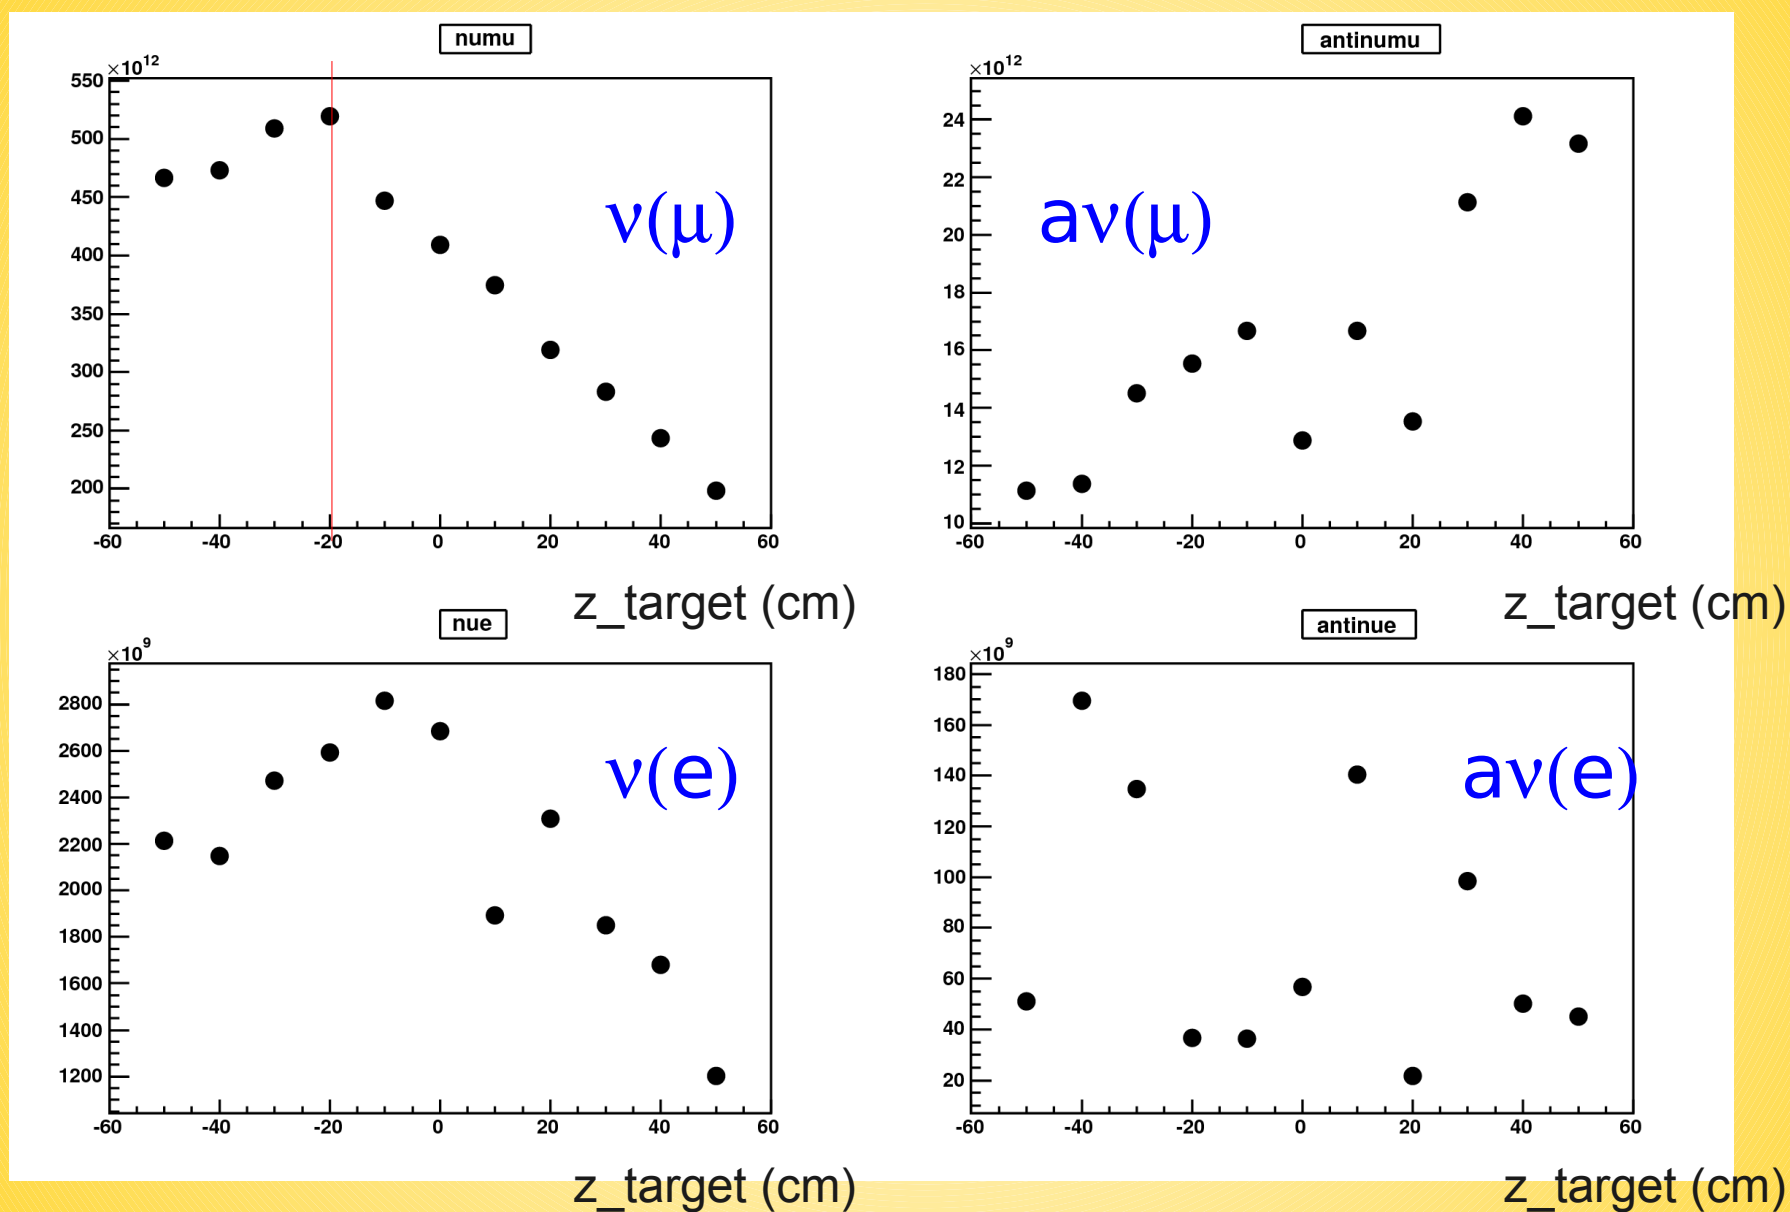 numu
×10^12
550
500
450
400
350
300
250
200
-60 -40 -20 0 20 40 60
ν(μ)
z_target (cm)
antinumu
×10^12
24
22
20
18
16
14
12
10
-60 -40 -20 0 20 40 60
aν(μ)
z_target (cm)
nue
×10^9
2800
2600
2400
2200
2000
1800
1600
1400
1200
-60 -40 -20 0 20 40 60
ν(e)
z_target (cm)
antinue
×10^9
180
160
140
120
100
80
60
40
20
-60 -40 -20 0 20 40 60
aν(e)
z_target (cm)